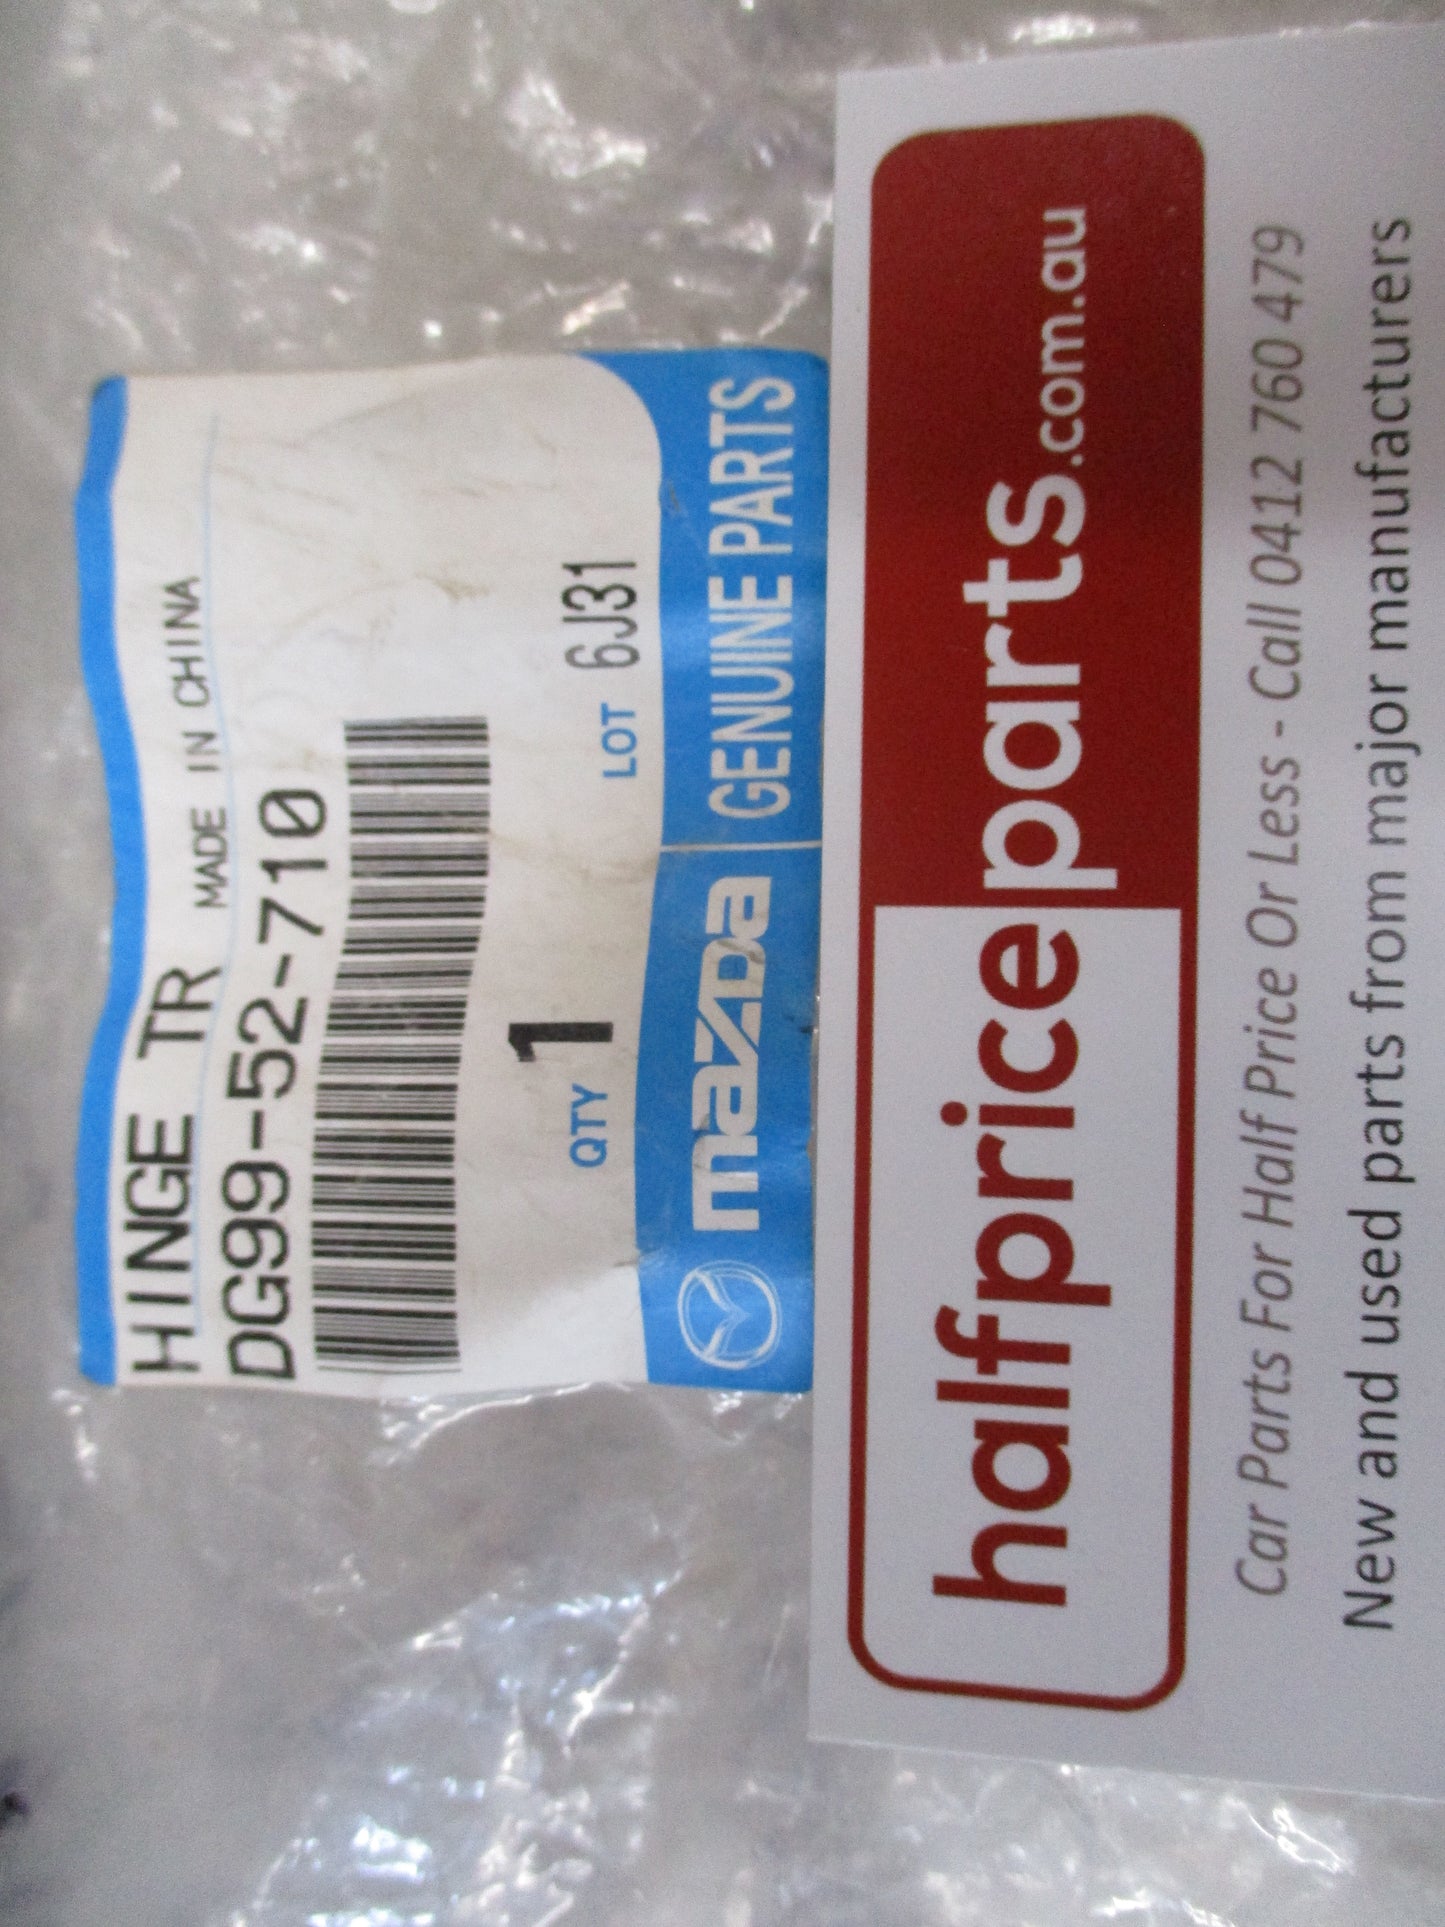 HINGE TR MADE IN CHINA
DG99-52-710
QTY 1 LOT 6J31
mazda GENUINE PARTS
halfpriceparts.com.au
Car Parts For Half Price Or Less - Call 0412 760 479
New and used parts from major manufacturers